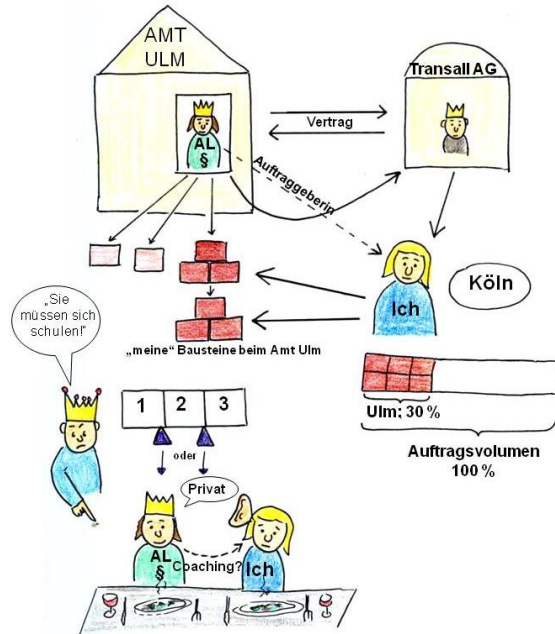 AMT
ULM
Transall AG
AL
§
Vertrag
Auftraggeberin
Köln
Ich
„Sie
müssen sich
schulen!"
„meine" Bausteine beim Amt Ulm
Ulm; 30 %
Auftragsvolumen
100 %
1 2 3
oder
Privat
AL
§
Coaching?
Ich